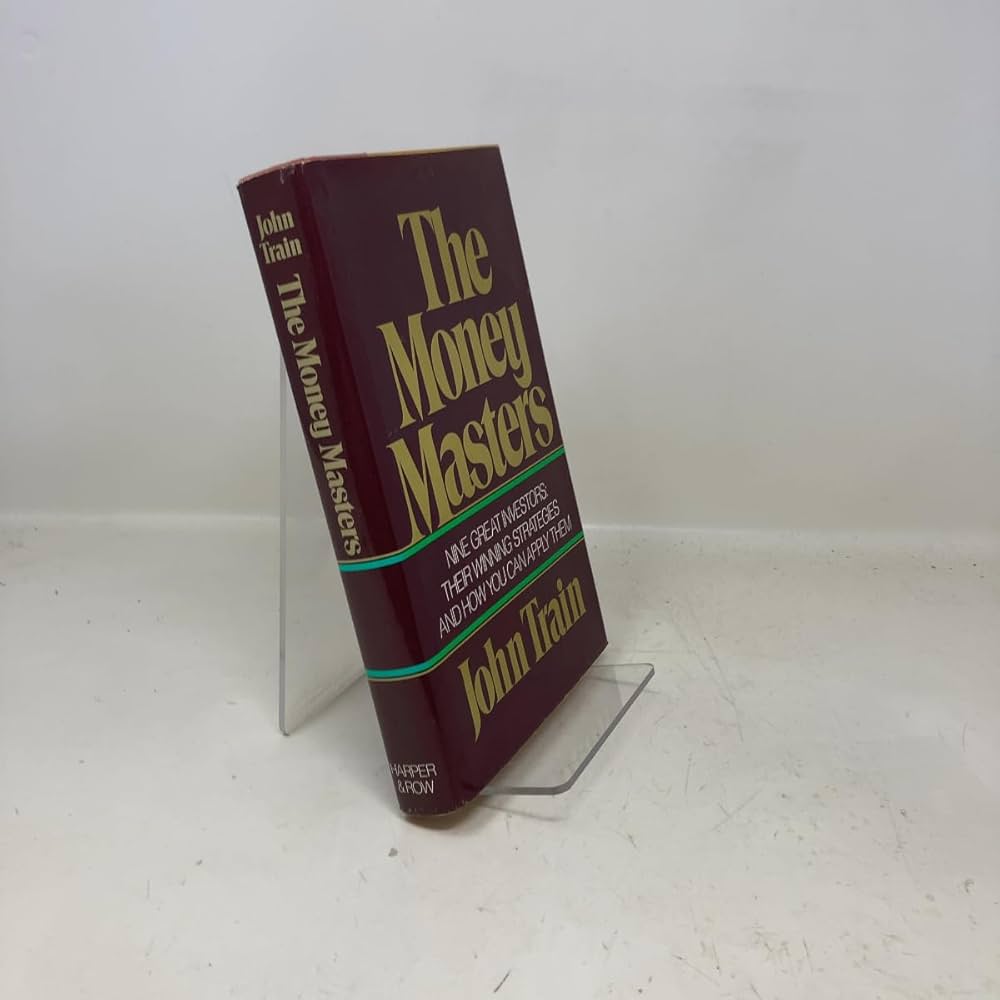 John
Train
The Money Masters
HARPER
& ROW
The
Money
Masters
NINE GREAT INVESTORS:
THEIR WINNING STRATEGIES
AND HOW YOU CAN APPLY THEM
John Train